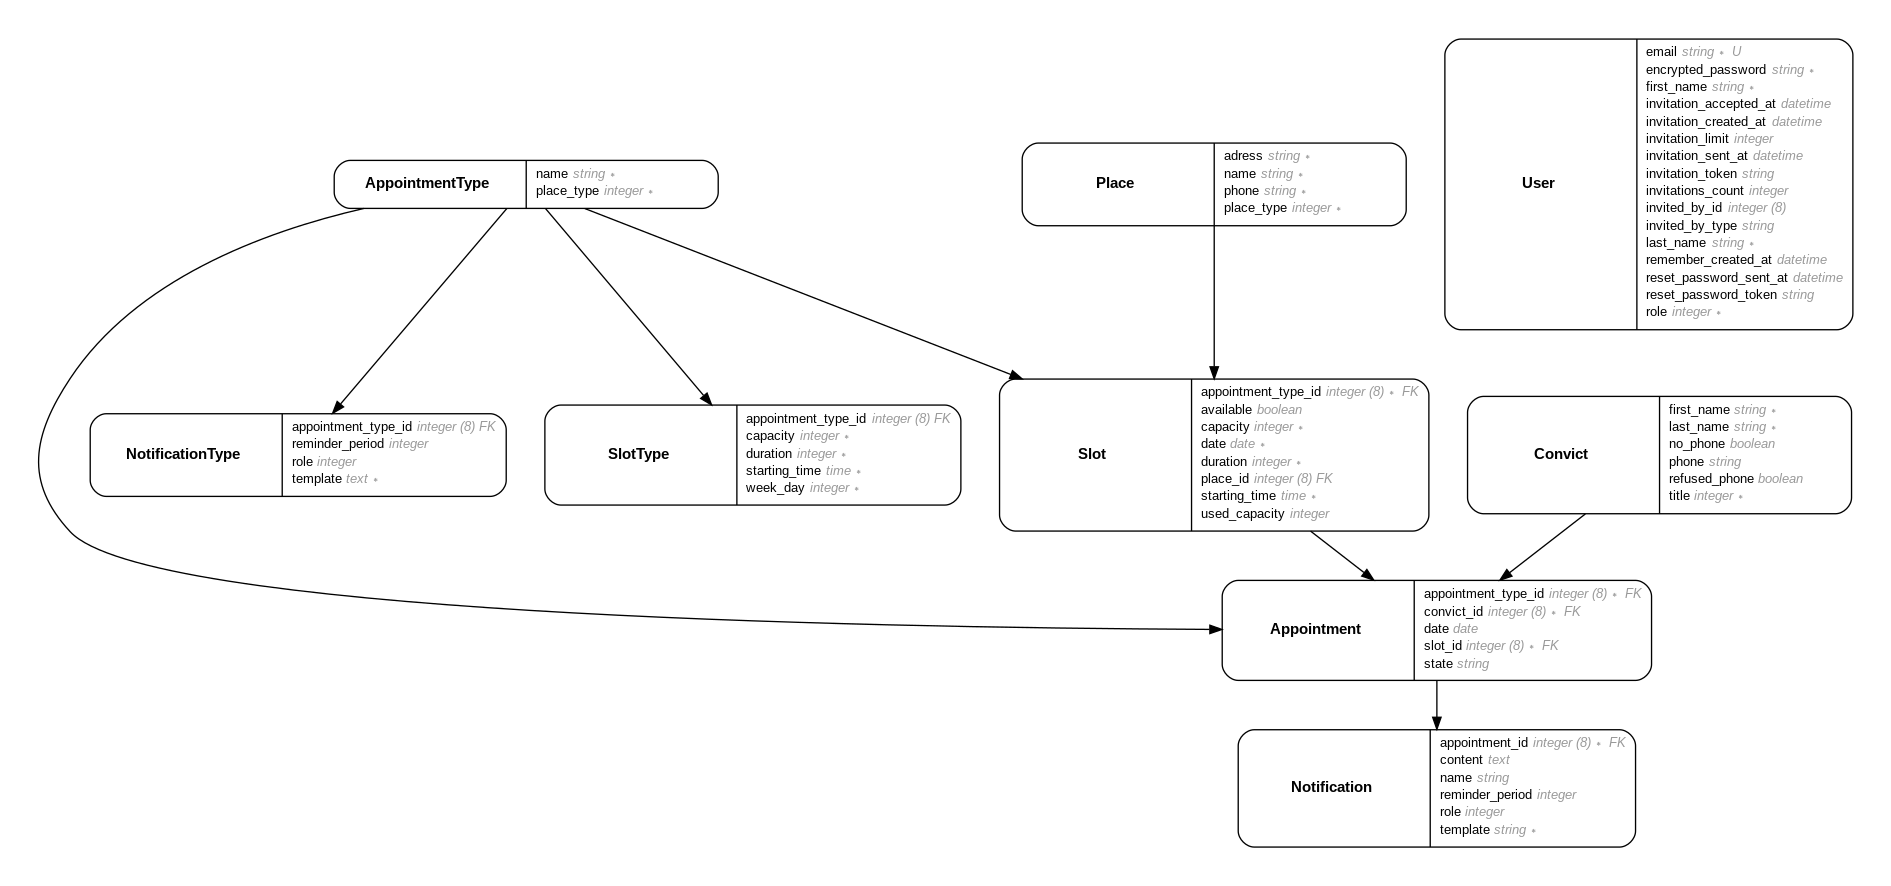 AppointmentType
name string *
place_type integer *
Place
adress string *
name string *
phone string *
place_type integer *
User
email string * U
encrypted_password string *
first_name string *
invitation_accepted_at datetime
invitation_created_at datetime
invitation_limit integer
invitation_sent_at datetime
invitation_token string
invitations_count integer
invited_by_id integer (8)
invited_by_type string
last_name string *
remember_created_at datetime
reset_password_sent_at datetime
reset_password_token string
role integer *
NotificationType
appointment_type_id integer (8) FK
reminder_period integer
role integer
template text *
SlotType
appointment_type_id integer (8) FK
capacity integer *
duration integer *
starting_time time *
week_day integer *
Slot
appointment_type_id integer (8) * FK
available boolean
capacity integer *
date date *
duration integer *
place_id integer (8) FK
starting_time time *
used_capacity integer
Convict
first_name string *
last_name string *
no_phone boolean
phone string
refused_phone boolean
title integer *
Appointment
appointment_type_id integer (8) * FK
convict_id integer (8) * FK
date date
slot_id integer (8) * FK
state string
Notification
appointment_id integer (8) * FK
content text
name string
reminder_period integer
role integer
template string *